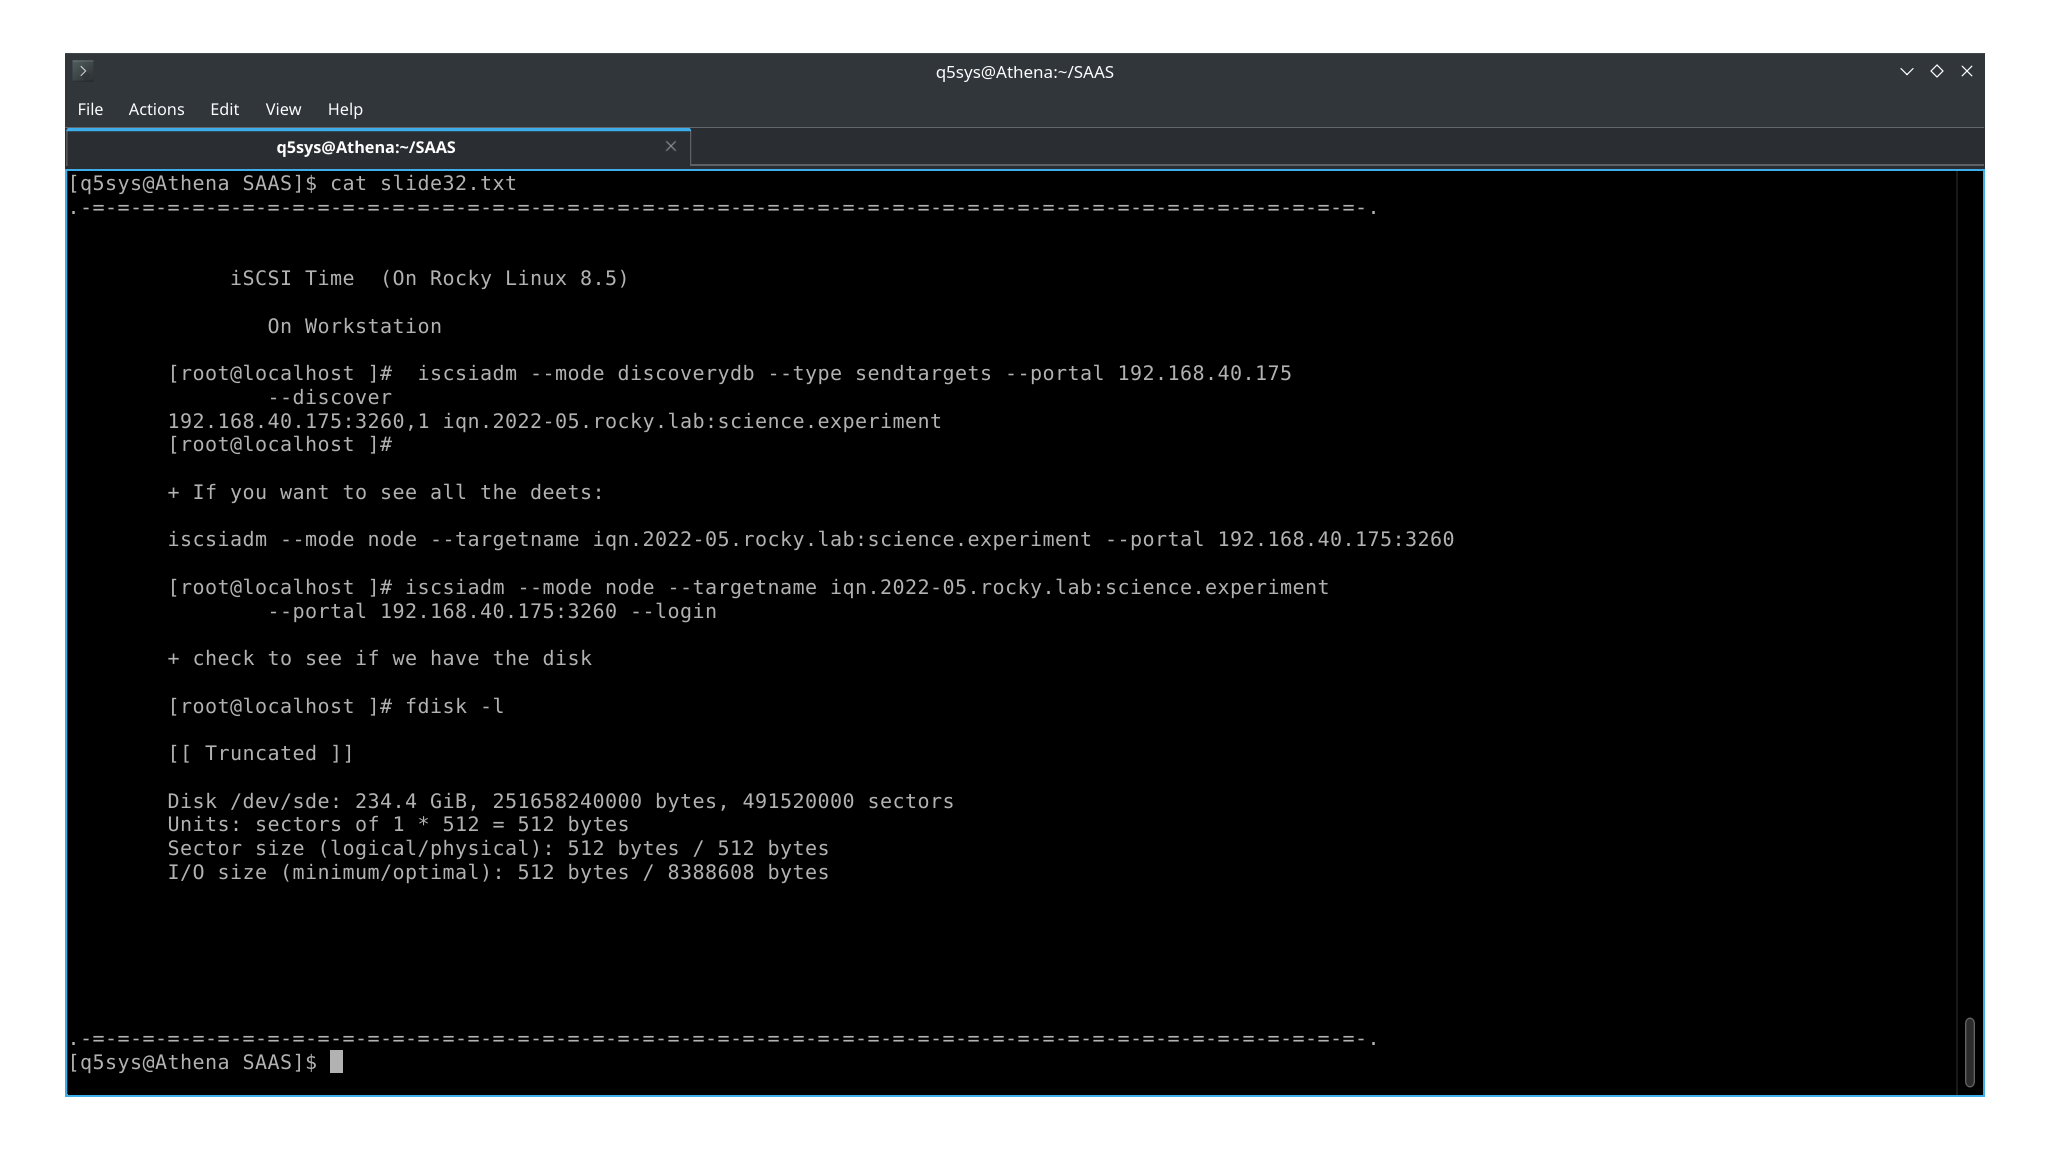 q5sys@Athena:~/SAAS
File Actions Edit View Help
q5sys@Athena:~/SAAS
[q5sys@Athena SAAS]$ cat slide32.txt
.-=-=-=-=-=-=-=-=-=-=-=-=-=-=-=-=-=-=-=-=-=-=-=-=-=-=-=-=-=-=-=-=-=-=-=-=-=-=-=-=-=-=-=-=-=-=-=-=-=-=-=-.
iSCSI Time  (On Rocky Linux 8.5)
On Workstation
[root@localhost ]#  iscsiadm --mode discoverydb --type sendtargets --portal 192.168.40.175
--discover
192.168.40.175:3260,1 iqn.2022-05.rocky.lab:science.experiment
[root@localhost ]#
+ If you want to see all the deets:
iscsiadm --mode node --targetname iqn.2022-05.rocky.lab:science.experiment --portal 192.168.40.175:3260
[root@localhost ]# iscsiadm --mode node --targetname iqn.2022-05.rocky.lab:science.experiment
--portal 192.168.40.175:3260 --login
+ check to see if we have the disk
[root@localhost ]# fdisk -l
[[ Truncated ]]
Disk /dev/sde: 234.4 GiB, 251658240000 bytes, 491520000 sectors
Units: sectors of 1 * 512 = 512 bytes
Sector size (logical/physical): 512 bytes / 512 bytes
I/O size (minimum/optimal): 512 bytes / 8388608 bytes
.-=-=-=-=-=-=-=-=-=-=-=-=-=-=-=-=-=-=-=-=-=-=-=-=-=-=-=-=-=-=-=-=-=-=-=-=-=-=-=-=-=-=-=-=-=-=-=-=-=-=-=-.
[q5sys@Athena SAAS]$